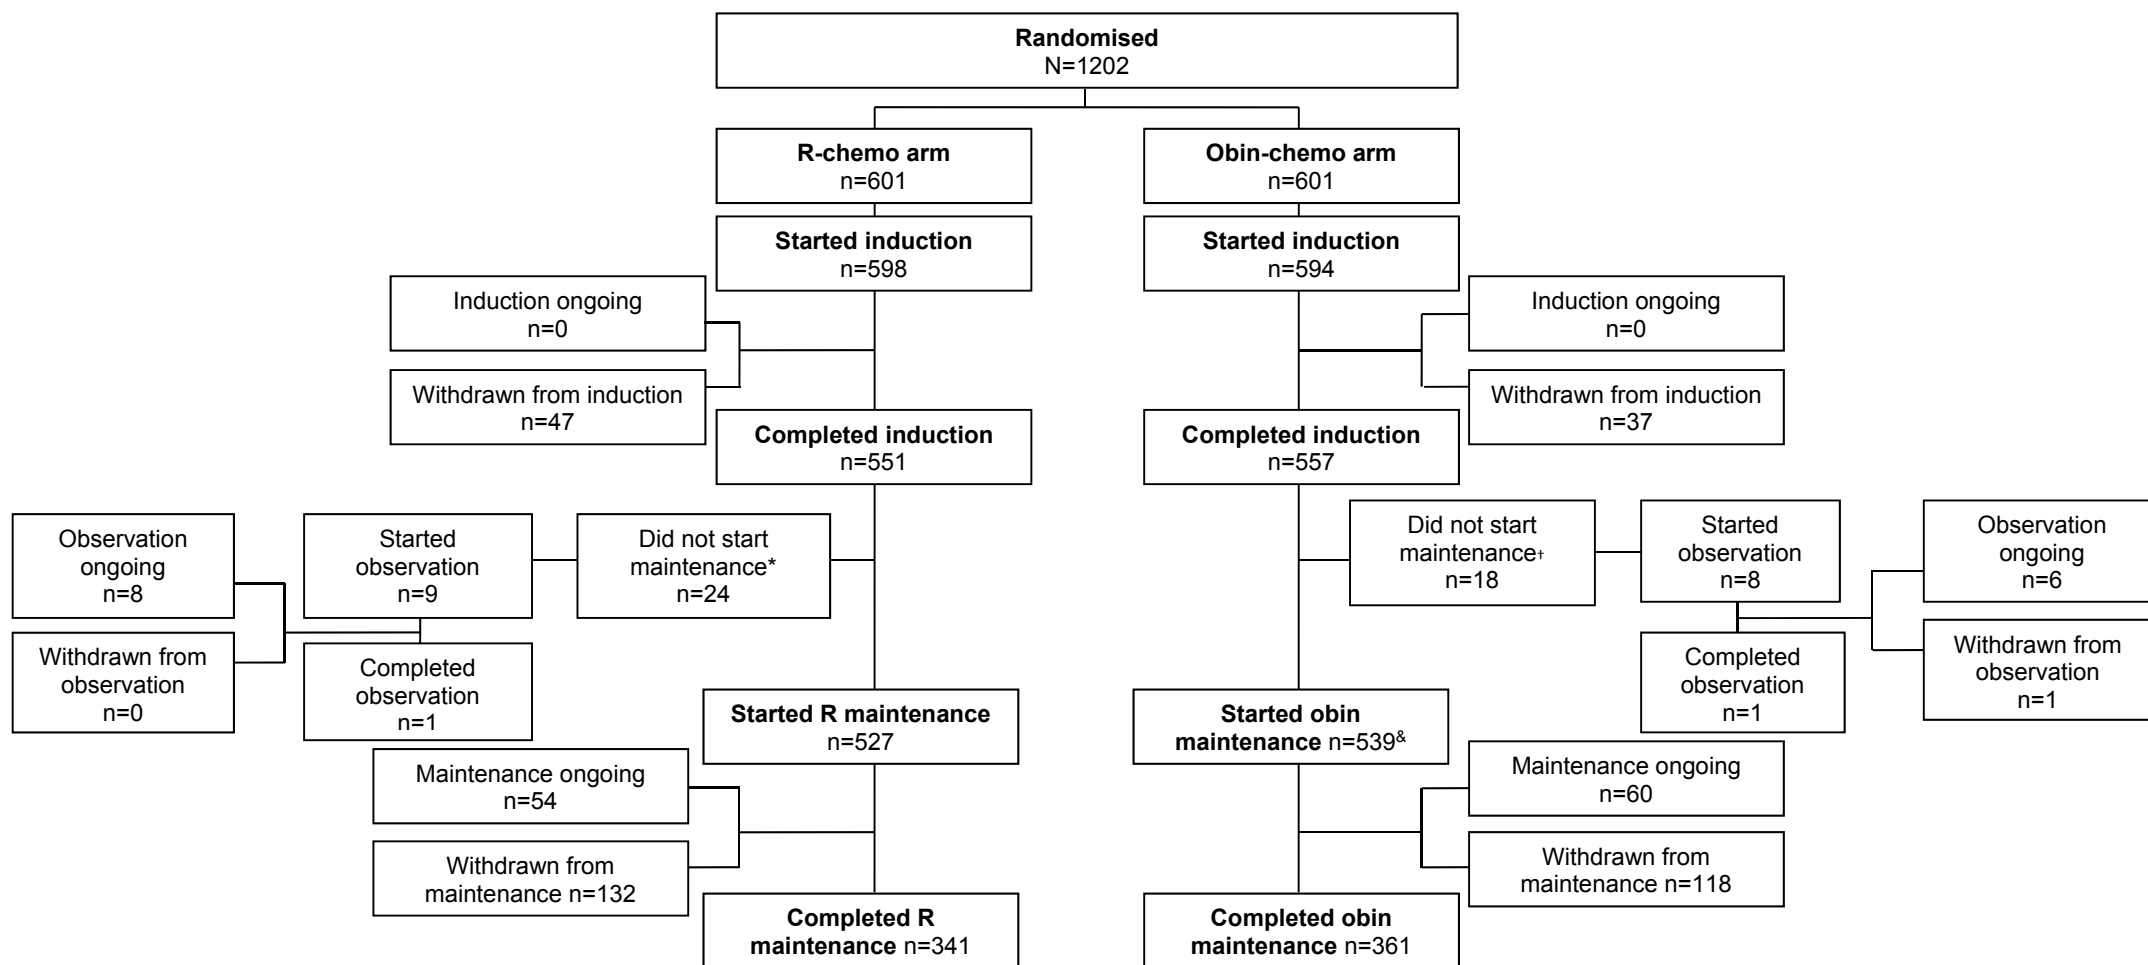 Randomised
N=1202
R-chemo arm
n=601
Obin-chemo arm
n=601
Started induction
n=598
Started induction
n=594
Induction ongoing
n=0
Induction ongoing
n=0
Withdrawn from induction
n=47
Withdrawn from induction
n=37
Completed induction
n=551
Completed induction
n=557
Observation
ongoing
n=8
Started
observation
n=9
Did not start
maintenance*
n=24
Did not start
maintenance†
n=18
Started
observation
n=8
Observation
ongoing
n=6
Withdrawn from
observation
n=0
Completed
observation
n=1
Completed
observation
n=1
Withdrawn from
observation
n=1
Started R maintenance
n=527
Started obin
maintenance n=539&
Maintenance ongoing
n=54
Maintenance ongoing
n=60
Withdrawn from
maintenance n=132
Withdrawn from
maintenance n=118
Completed R
maintenance n=341
Completed obin
maintenance n=361